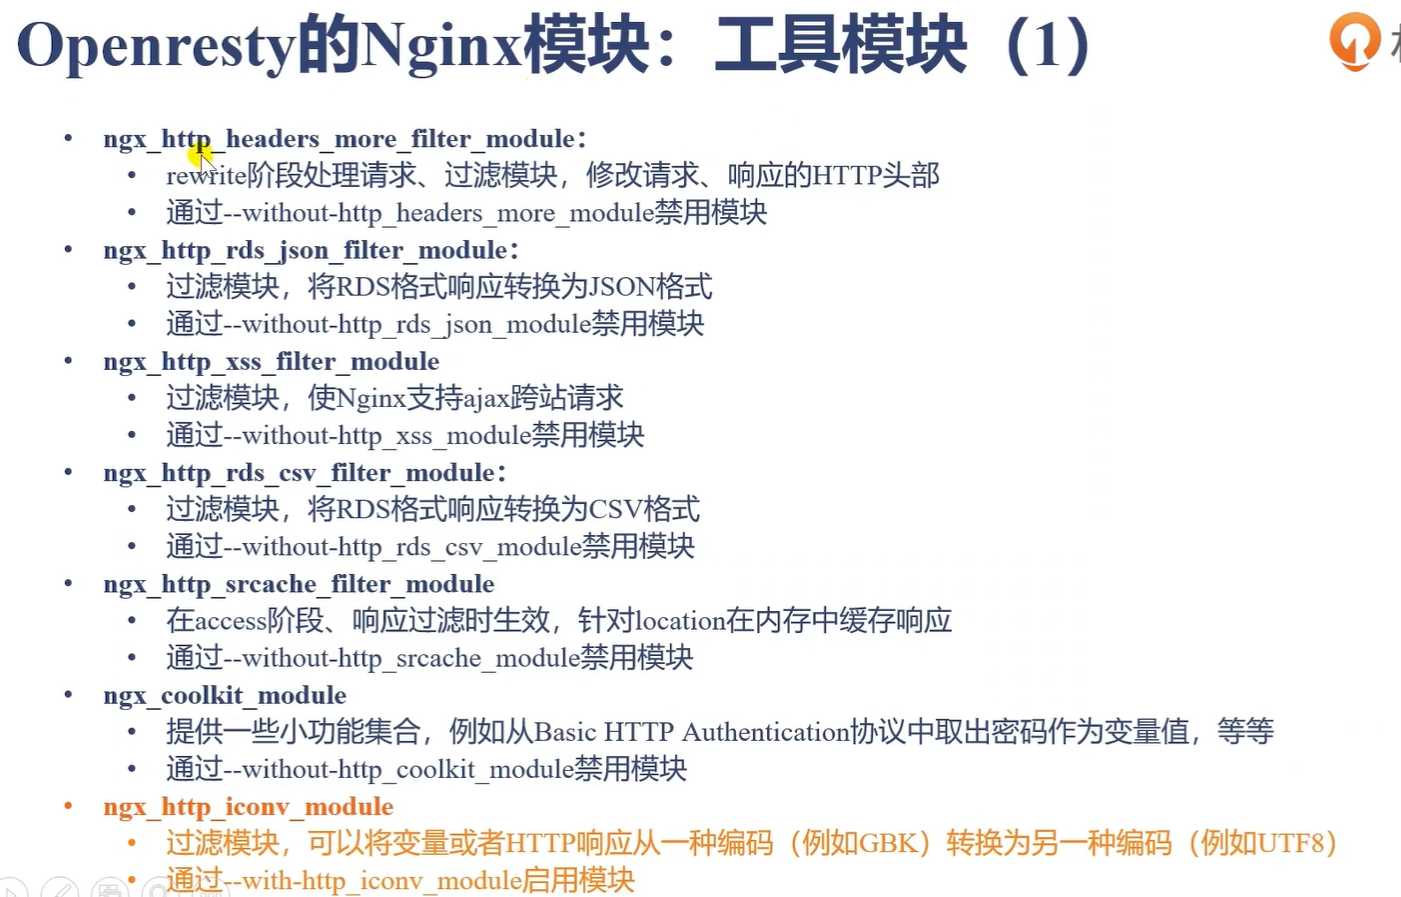 Openresty的Nginx模块：工具模块（1）
• ngx_http_headers_more_filter_module：
• rewrite阶段处理请求、过滤模块，修改请求、响应的HTTP头部
• 通过--without-http_headers_more_module禁用模块
• ngx_http_rds_json_filter_module：
• 过滤模块，将RDS格式响应转换为JSON格式
• 通过--without-http_rds_json_module禁用模块
• ngx_http_xss_filter_module
• 过滤模块，使Nginx支持ajax跨站请求
• 通过--without-http_xss_module禁用模块
• ngx_http_rds_csv_filter_module：
• 过滤模块，将RDS格式响应转换为CSV格式
• 通过--without-http_rds_csv_module禁用模块
• ngx_http_srcache_filter_module
• 在access阶段、响应过滤时生效，针对location在内存中缓存响应
• 通过--without-http_srcache_module禁用模块
• ngx_coolkit_module
• 提供一些小功能集合，例如从Basic HTTP Authentication协议中取出密码作为变量值，等等
• 通过--without-http_coolkit_module禁用模块
• ngx_http_iconv_module
• 过滤模块，可以将变量或者HTTP响应从一种编码（例如GBK）转换为另一种编码（例如UTF8）
• 通过--with-http_iconv_module启用模块